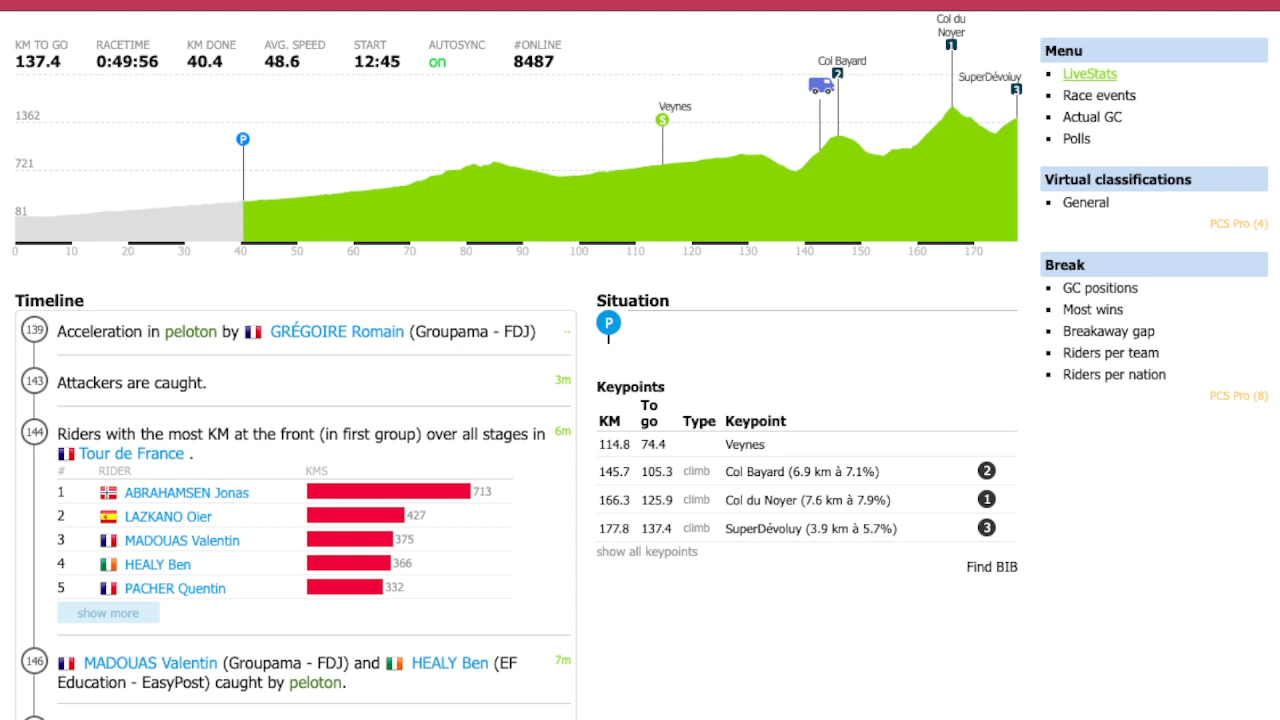 KM TO GO RACETIME KM DONE AVG. SPEED START AUTOSYNC #ONLINE
137.4 0:49:56 40.4 48.6 12:45 on 8487
Col du
Noyer
1
Col Bayard
2
SuperDévoluy
3
Veynes
S
P
1362
721
81
0 10 20 30 40 50 60 70 80 90 100 110 120 130 140 150 160 170
Menu
LiveStats
Race events
Actual GC
Polls
Virtual classifications
General
PCS Pro (4)
Break
GC positions
Most wins
Breakaway gap
Riders per team
Riders per nation
PCS Pro (8)
Timeline
139 Acceleration in peloton by GRÉGOIRE Romain (Groupama - FDJ) ..
143 Attackers are caught. 3m
144 Riders with the most KM at the front (in first group) over all stages in 6m
Tour de France .
# RIDER KMS
1 ABRAHAMSEN Jonas 713
2 LAZKANO Oier 427
3 MADOUAS Valentin 375
4 HEALY Ben 366
5 PACHER Quentin 332
show more
146 MADOUAS Valentin (Groupama - FDJ) and HEALY Ben (EF 7m
Education - EasyPost) caught by peloton.
Situation
P
Keypoints
KM To go Type Keypoint
114.8 74.4 Veynes
145.7 105.3 climb Col Bayard (6.9 km à 7.1%) 2
166.3 125.9 climb Col du Noyer (7.6 km à 7.9%) 1
177.8 137.4 climb SuperDévoluy (3.9 km à 5.7%) 3
show all keypoints
Find BIB